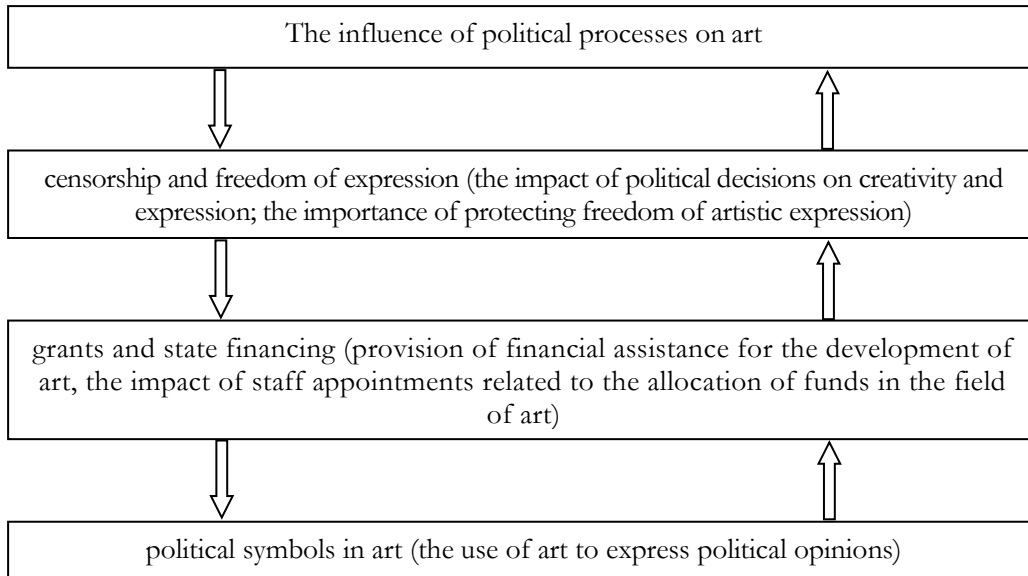 The influence of political processes on art
censorship and freedom of expression (the impact of political decisions on creativity and
expression; the importance of protecting freedom of artistic expression)
grants and state financing (provision of financial assistance for the development of
art, the impact of staff appointments related to the allocation of funds in the field
of art)
political symbols in art (the use of art to express political opinions)